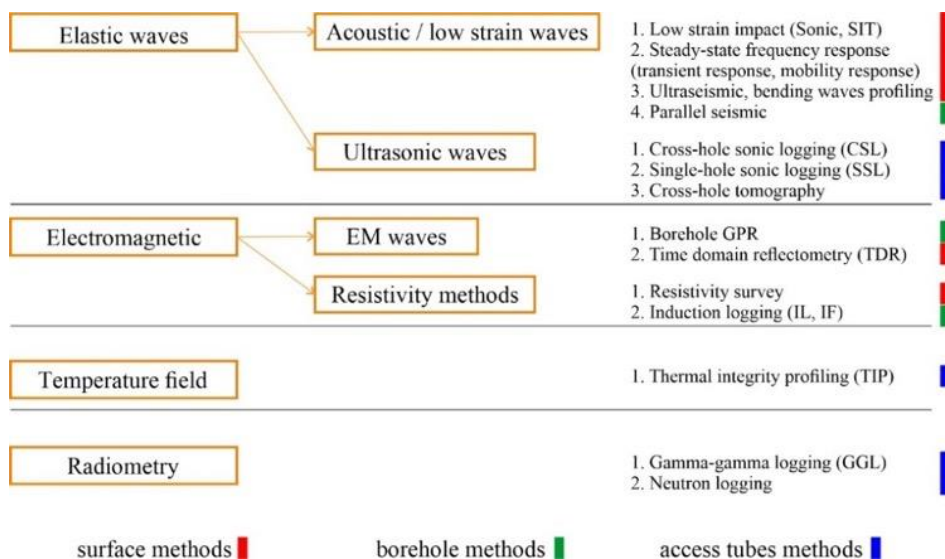 Elastic waves
Acoustic / low strain waves
1. Low strain impact (Sonic, SIT)
2. Steady-state frequency response
(transient response, mobility response)
3. Ultraseismic, bending waves profiling
4. Parallel seismic
Ultrasonic waves
1. Cross-hole sonic logging (CSL)
2. Single-hole sonic logging (SSL)
3. Cross-hole tomography
Electromagnetic
EM waves
1. Borehole GPR
2. Time domain reflectometry (TDR)
Resistivity methods
1. Resistivity survey
2. Induction logging (IL, IF)
Temperature field
1. Thermal integrity profiling (TIP)
Radiometry
1. Gamma-gamma logging (GGL)
2. Neutron logging
surface methods
borehole methods
access tubes methods